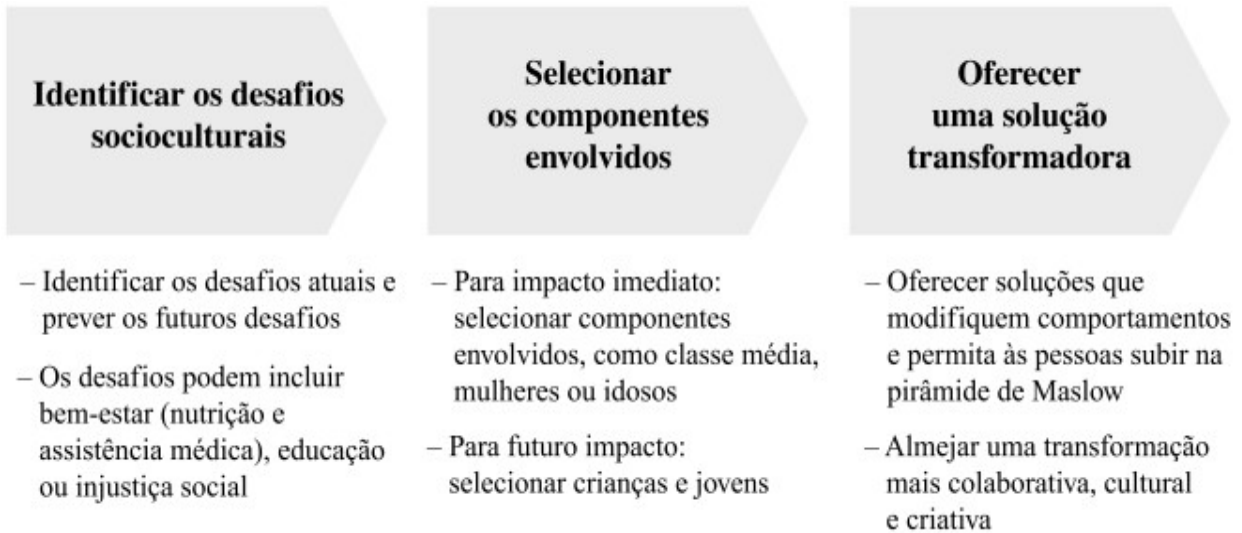 Identificar os desafios
socioculturais
– Identificar os desafios atuais e
prever os futuros desafios
– Os desafios podem incluir
bem-estar (nutrição e
assistência médica), educação
ou injustiça social
Selecionar
os componentes
envolvidos
– Para impacto imediato:
selecionar componentes
envolvidos, como classe média,
mulheres ou idosos
– Para futuro impacto:
selecionar crianças e jovens
Oferecer
uma solução
transformadora
– Oferecer soluções que
modifiquem comportamentos
e permita às pessoas subir na
pirâmide de Maslow
– Almejar uma transformação
mais colaborativa, cultural
e criativa